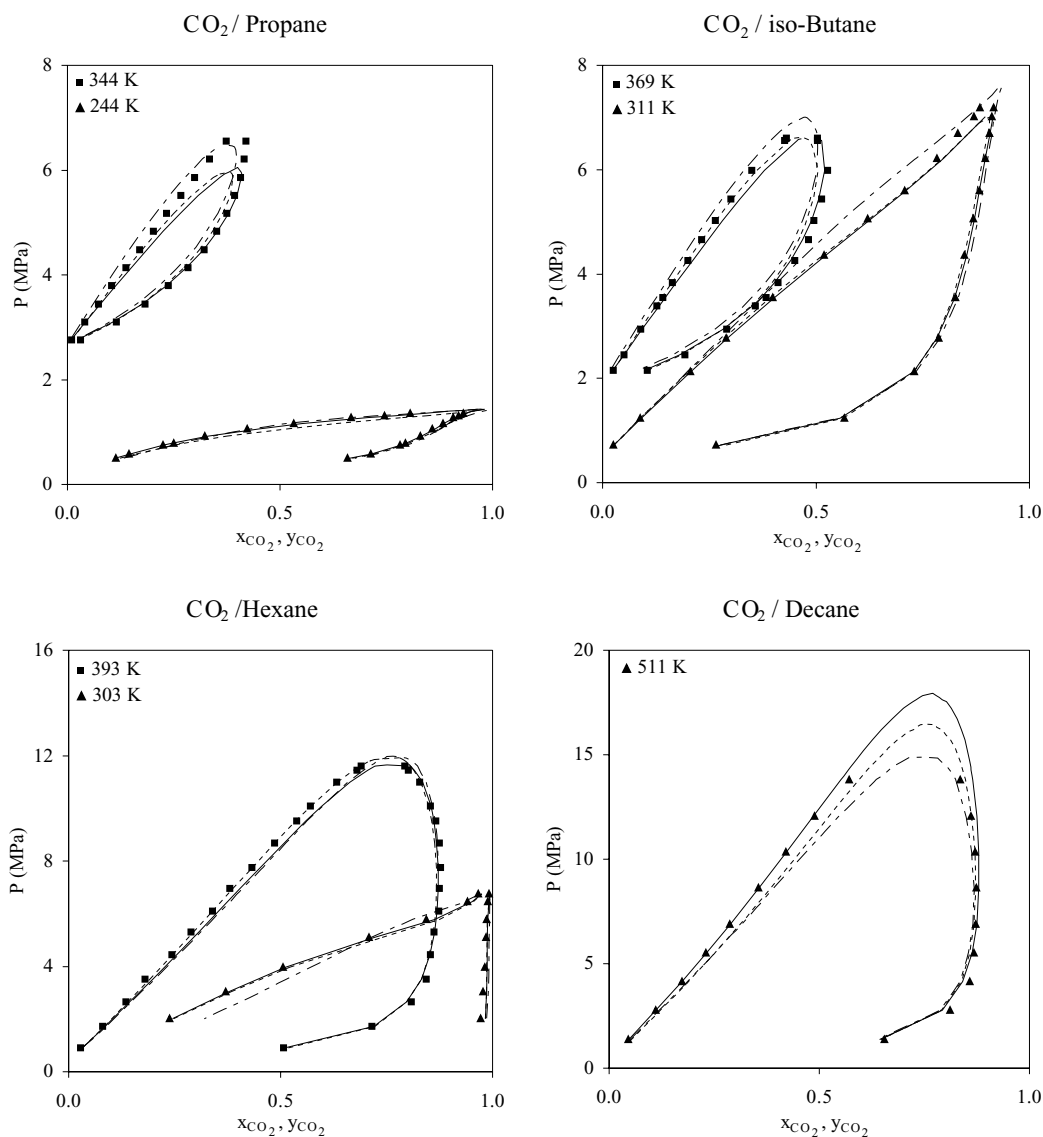 CO₂ / Propane
8
6
4
2
0
P (MPa)
■ 344 K
▲ 244 K
0.0
0.5
1.0
xCO₂ , yCO₂
CO₂ / iso-Butane
8
6
4
2
0
P (MPa)
■ 369 K
▲ 311 K
0.0
0.5
1.0
xCO₂ , yCO₂
CO₂ /Hexane
16
12
8
4
0
P (MPa)
■ 393 K
▲ 303 K
0.0
0.5
1.0
xCO₂ , yCO₂
CO₂ / Decane
20
15
10
5
0
P (MPa)
▲ 511 K
0.0
0.5
1.0
xCO₂ , yCO₂